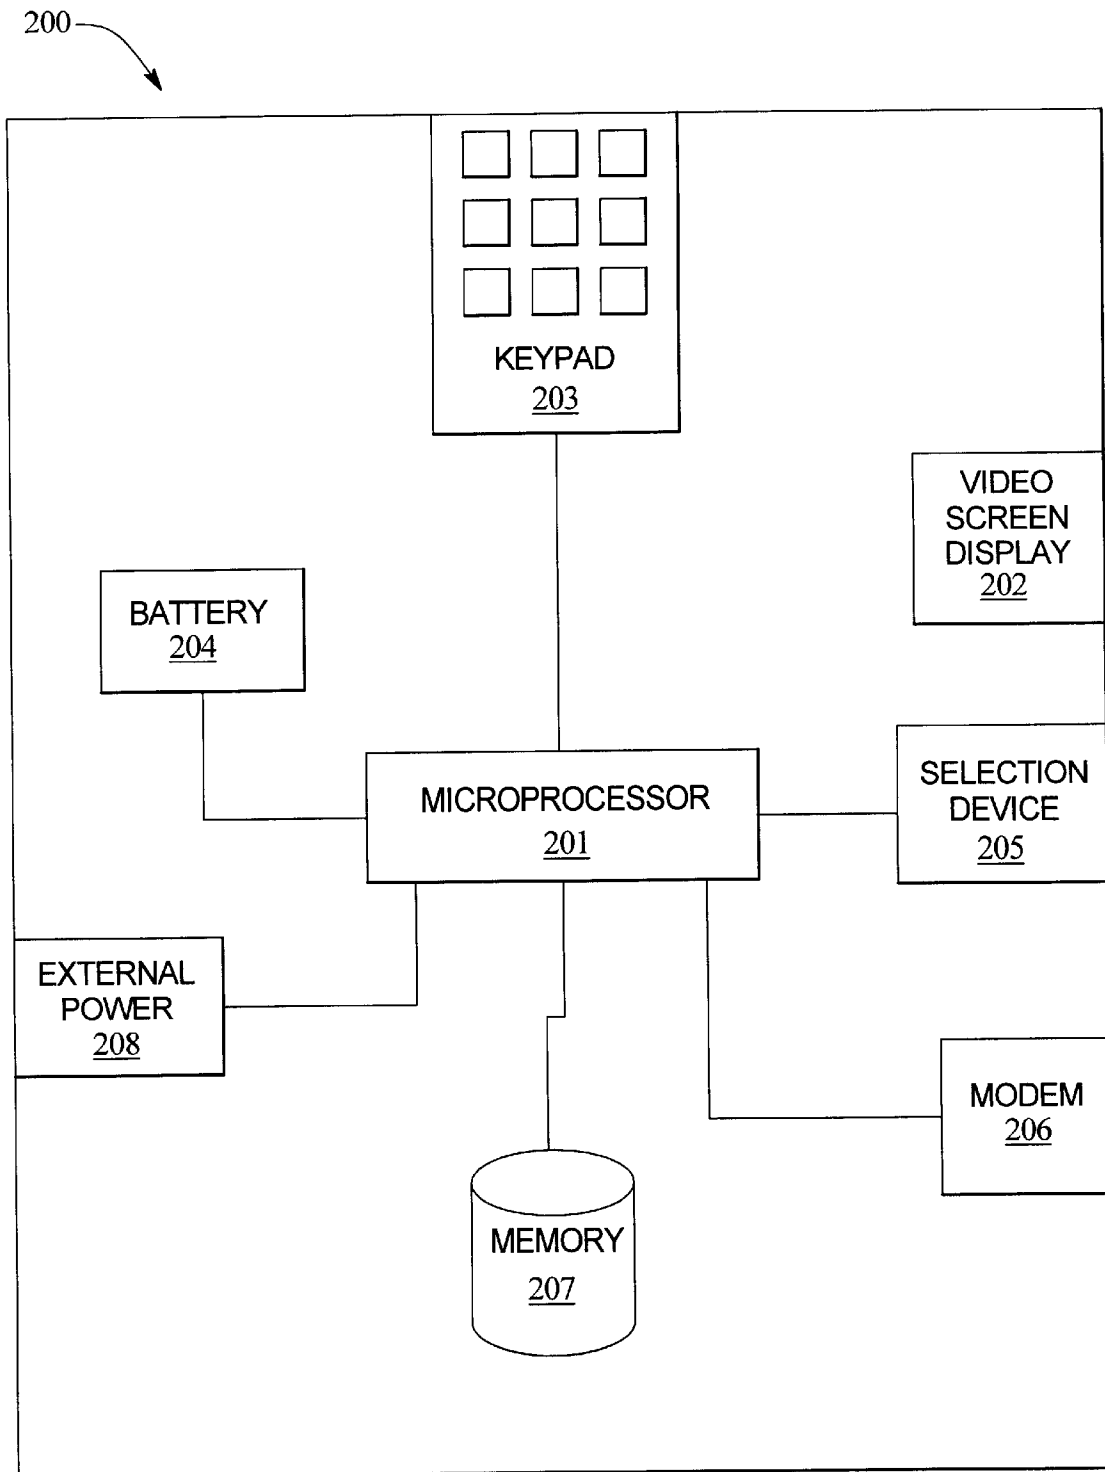 200
KEYPAD
203
VIDEO
SCREEN
DISPLAY
202
BATTERY
204
MICROPROCESSOR
201
SELECTION
DEVICE
205
EXTERNAL
POWER
208
MODEM
206
MEMORY
207